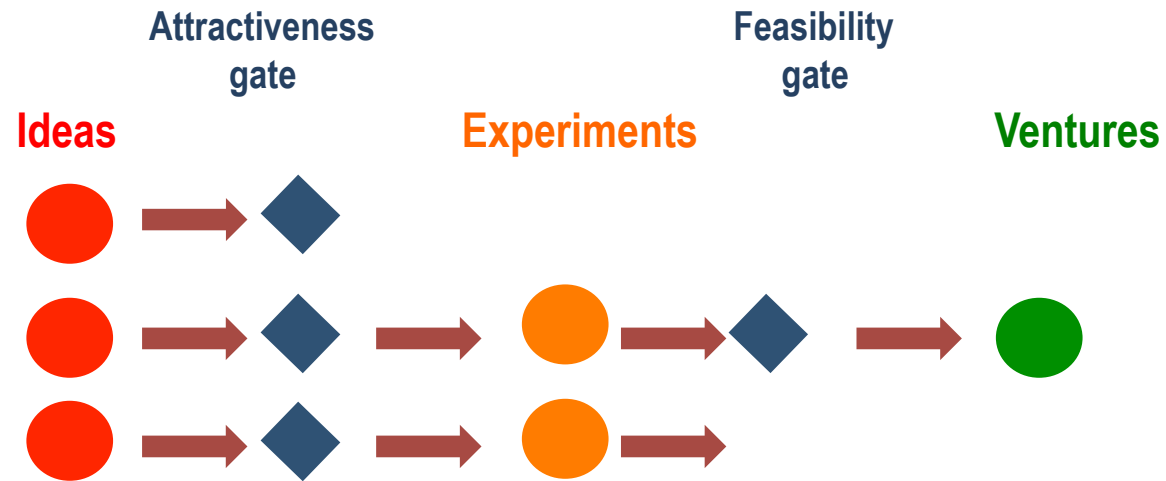 Attractiveness
gate
Feasibility
gate
Ideas
Experiments
Ventures